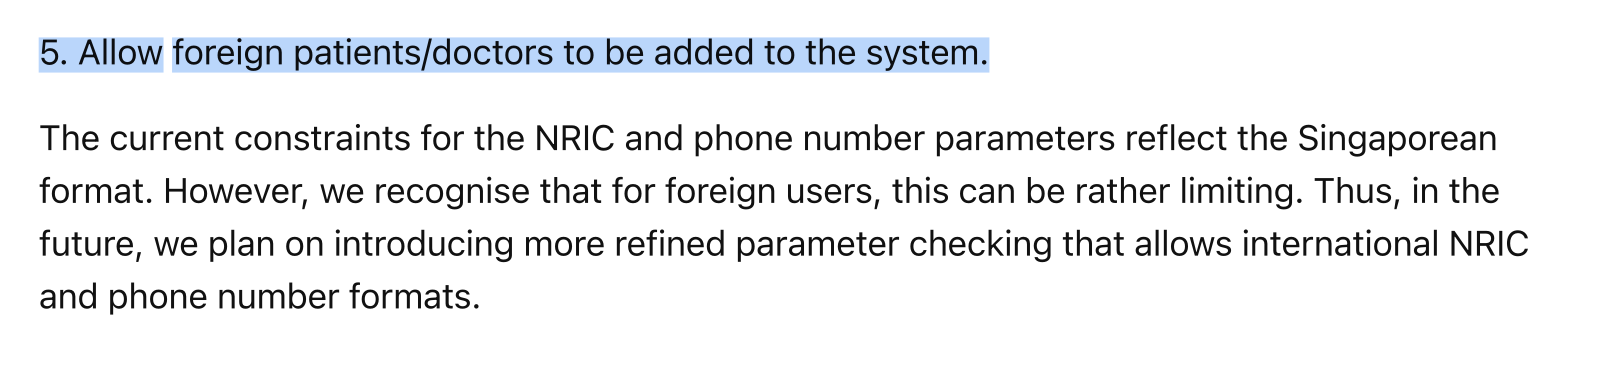 5. Allow foreign patients/doctors to be added to the system.
The current constraints for the NRIC and phone number parameters reflect the Singaporean
format. However, we recognise that for foreign users, this can be rather limiting. Thus, in the
future, we plan on introducing more refined parameter checking that allows international NRIC
and phone number formats.